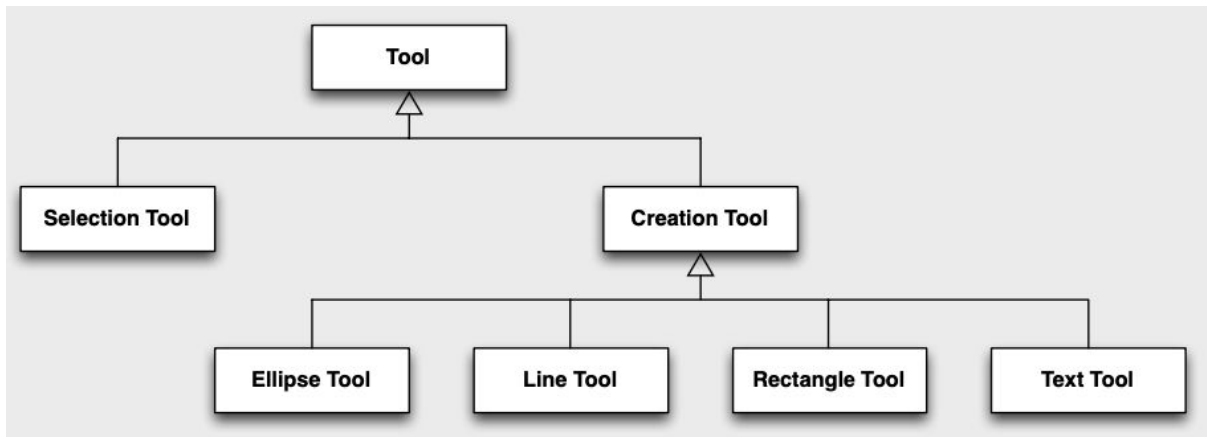 Tool
Selection Tool
Creation Tool
Ellipse Tool
Line Tool
Rectangle Tool
Text Tool